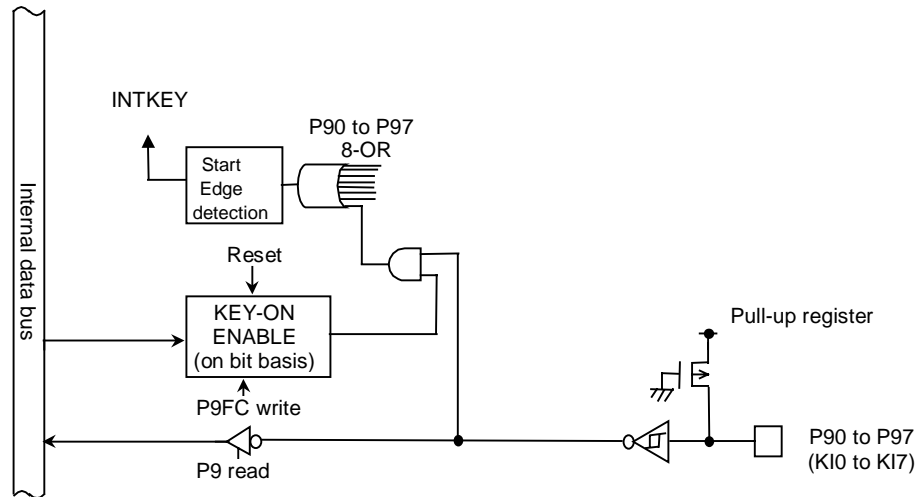 INTKEY
P90 to P97
8-OR
Start
Edge
detection
Internal data bus
Reset
KEY-ON
ENABLE
(on bit basis)
Pull-up register
P9FC write
P9 read
P90 to P97
(KI0 to KI7)